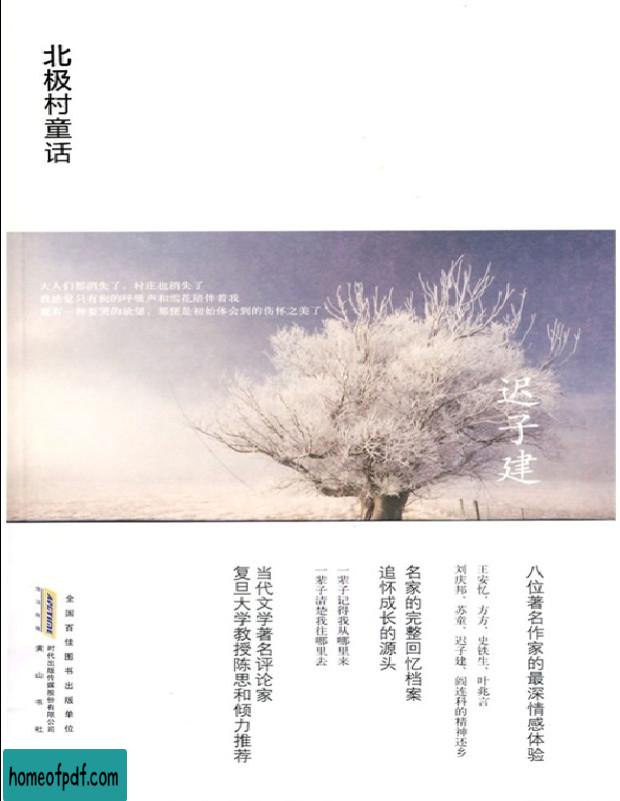 北极村童话
大人们都消失了，村庄也消失了
我感觉只有狗的呼吸声和雪花陪伴着我
我有一种要哭的欲望，那便是初始体会到的伤怀之美了
迟子建
八位著名作家的最深情感体验
王安忆、方方、史铁生、叶兆言
刘庆邦、苏童、迟子建、阎连科的精神还乡
名家的完整回忆档案
追怀成长的源头
一辈子记得我从哪里来
一辈子清楚我往哪里去
当代文学著名评论家
复旦大学教授陈思和倾力推荐
全国百佳图书出版单位
时代出版传媒股份有限公司
黄山书社
homeofpdf.com